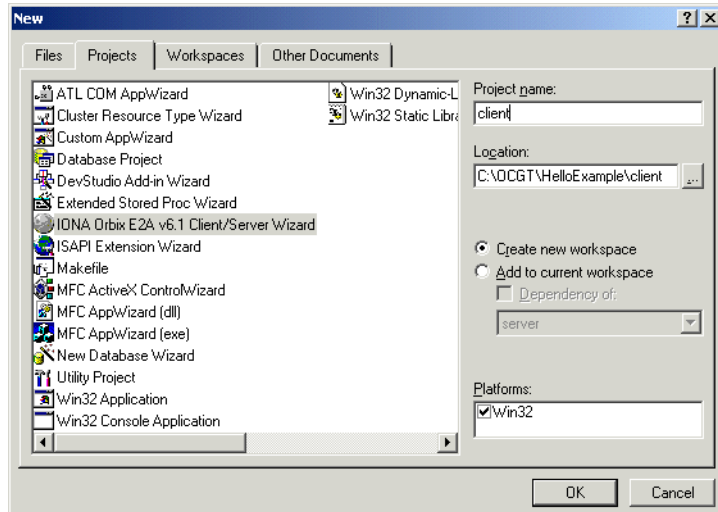 New
Files
Projects
Workspaces
Other Documents
ATL COM AppWizard
Cluster Resource Type Wizard
Custom AppWizard
Database Project
DevStudio Add-in Wizard
Extended Stored Proc Wizard
IONA Orbix E2A v6.1 Client/Server Wizard
ISAPI Extension Wizard
Makefile
MFC ActiveX ControlWizard
MFC AppWizard (dll)
MFC AppWizard (exe)
New Database Wizard
Utility Project
Win32 Application
Win32 Console Application
Win32 Dynamic-L
Win32 Static Libra
Project name:
client
Location:
C:\OCGT\HelloExample\client
...
Create new workspace
Add to current workspace
Dependency of:
server
Platforms:
Win32
OK
Cancel